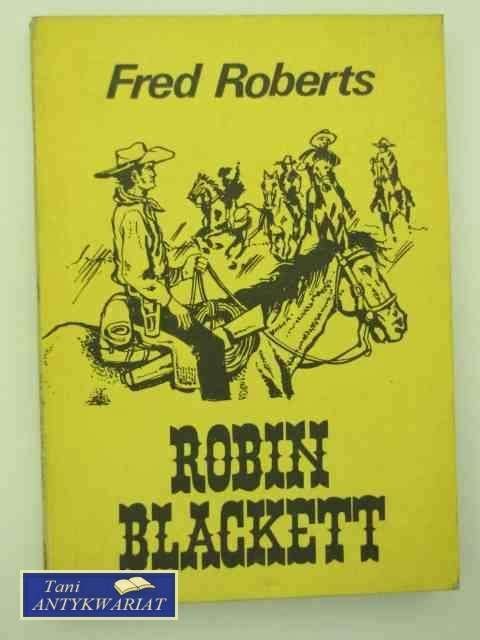 Fred Roberts
ROBIN
BLACKETT
Tani
ANTYKWARIAT